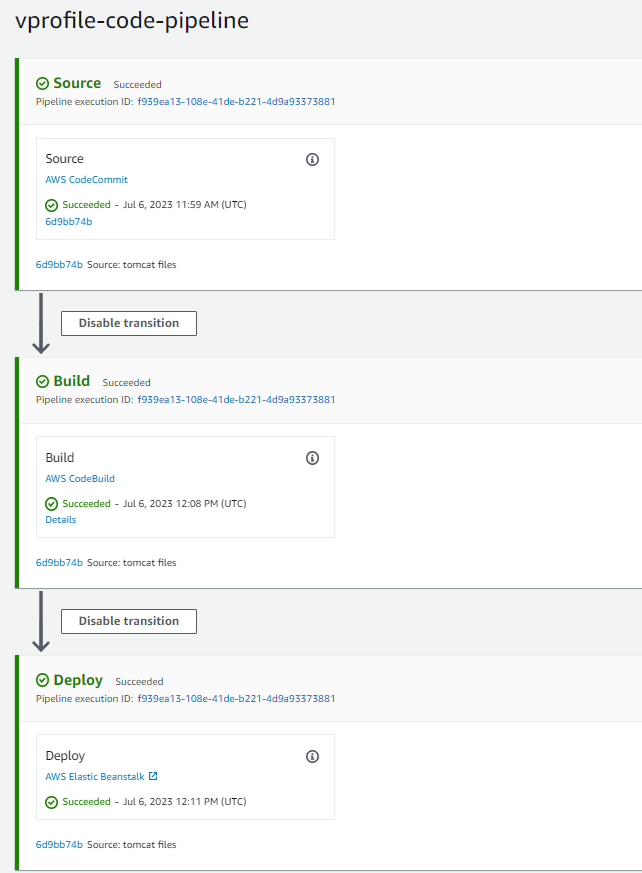 vprofile-code-pipeline
Source Succeeded
Pipeline execution ID: f939ea13-108e-41de-b221-4d9a93373881
Source
AWS CodeCommit
Succeeded - Jul 6, 2023 11:59 AM (UTC)
6d9bb74b
6d9bb74b Source: tomcat files
Disable transition
Build Succeeded
Pipeline execution ID: f939ea13-108e-41de-b221-4d9a93373881
Build
AWS CodeBuild
Succeeded - Jul 6, 2023 12:08 PM (UTC)
Details
6d9bb74b Source: tomcat files
Disable transition
Deploy Succeeded
Pipeline execution ID: f939ea13-108e-41de-b221-4d9a93373881
Deploy
AWS Elastic Beanstalk
Succeeded - Jul 6, 2023 12:11 PM (UTC)
6d9bb74b Source: tomcat files